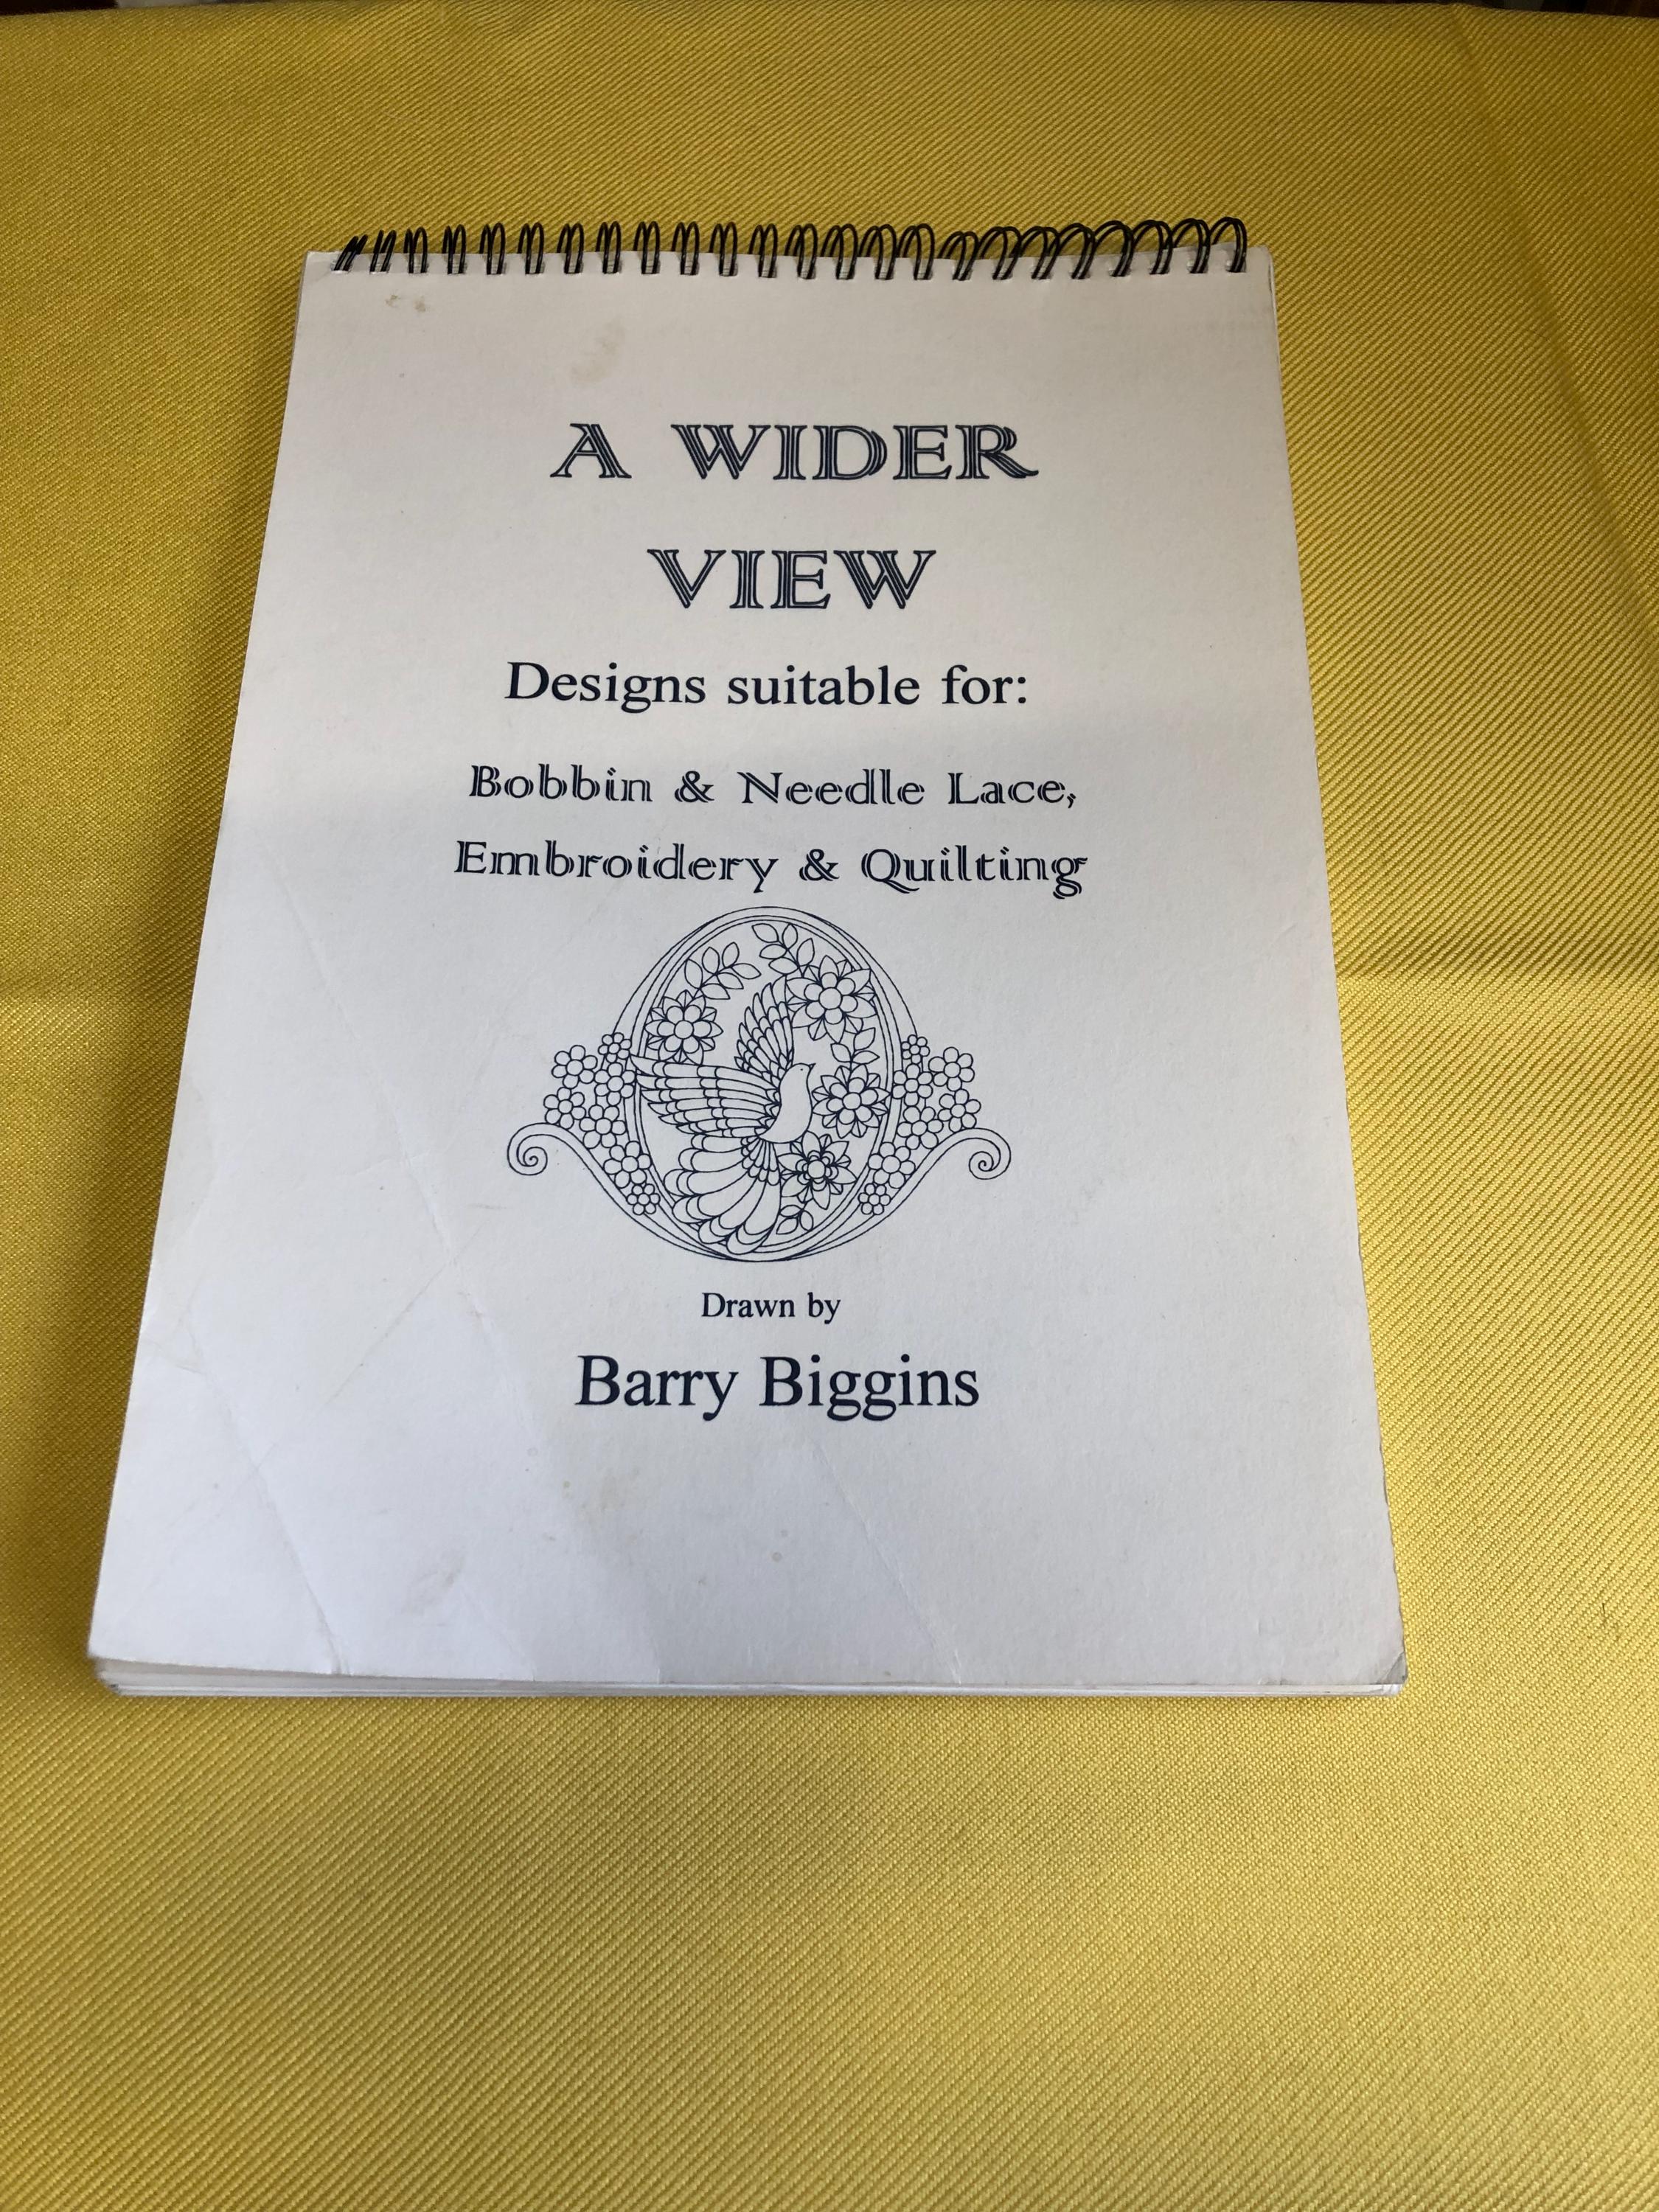 A WIDER
VIEW
Designs suitable for:
Bobbin & Needle Lace,
Embroidery & Quilting
Drawn by
Barry Biggins